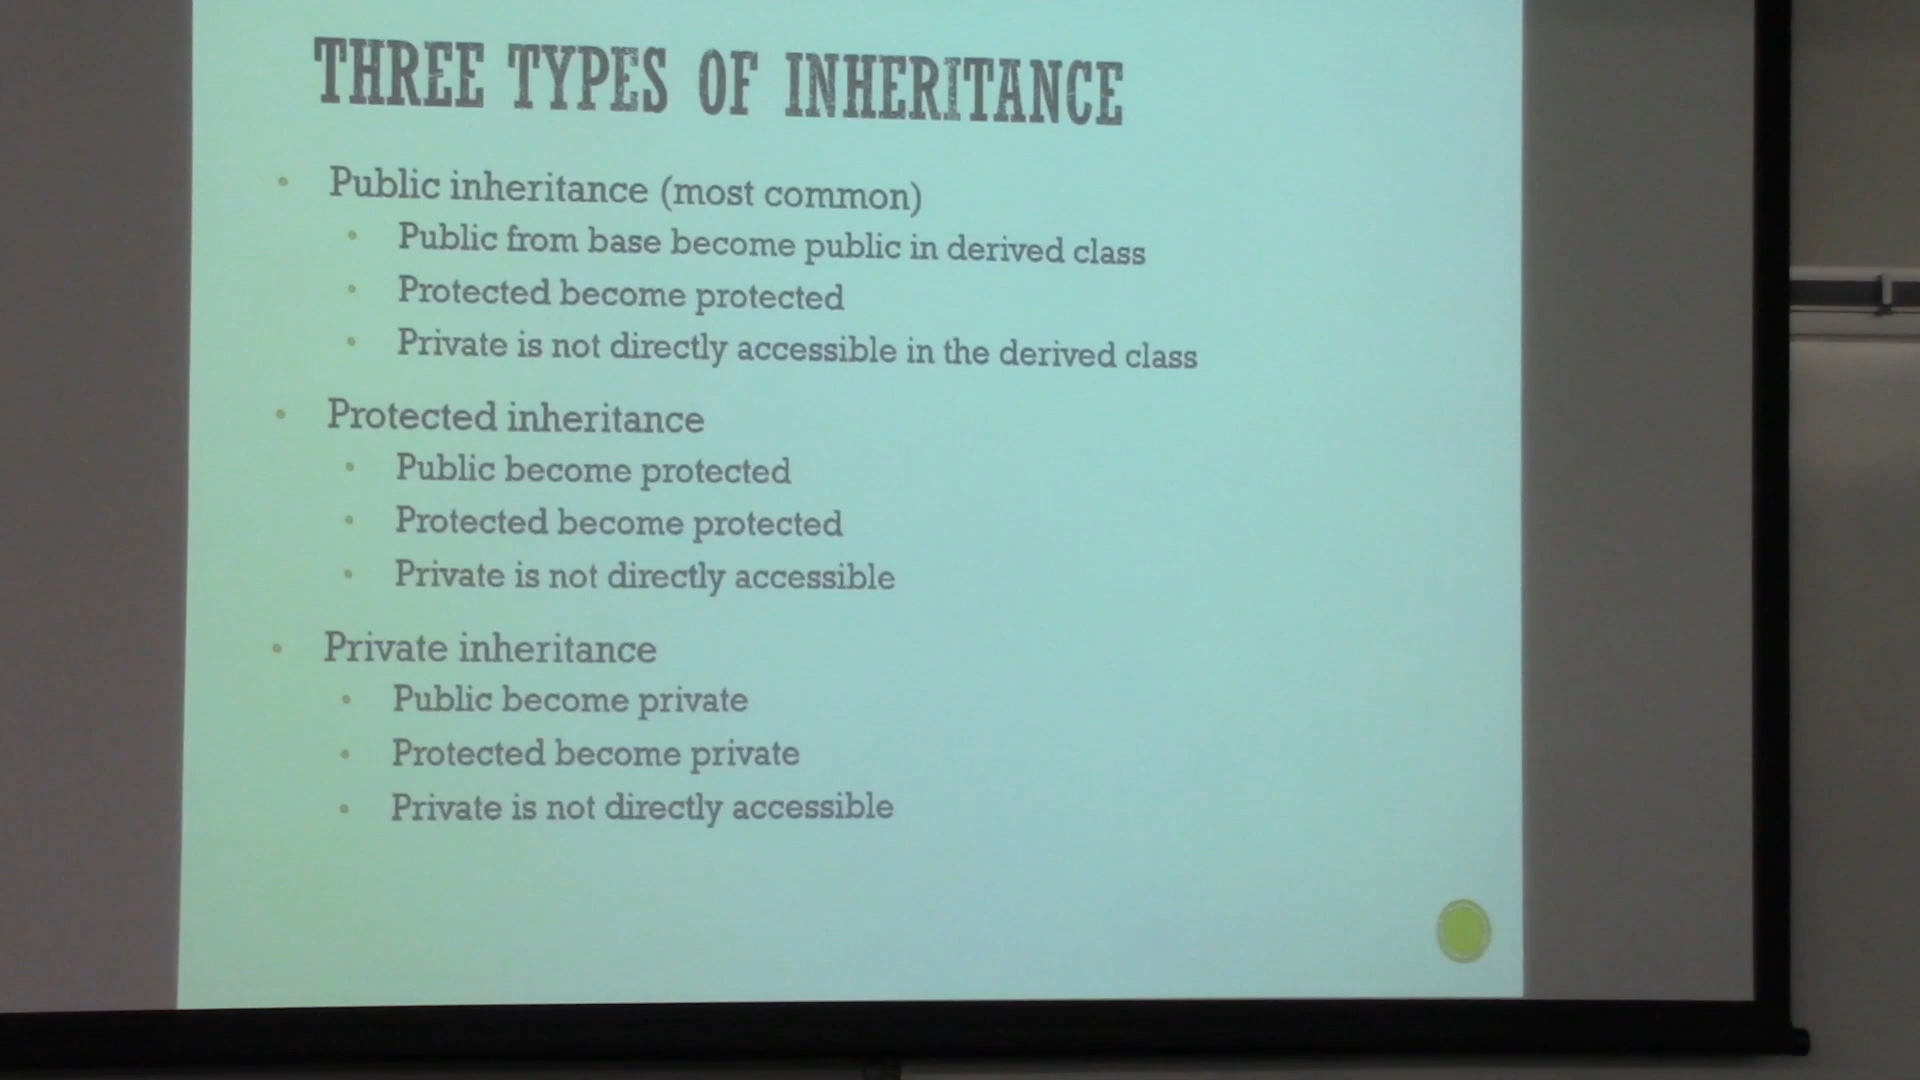 THREE TYPES OF INHERITANCE
Public inheritance (most common)
Public from base become public in derived class
Protected become protected
Private is not directly accessible in the derived class
Protected inheritance
Public become protected
Protected become protected
Private is not directly accessible
Private inheritance
Public become private
Protected become private
Private is not directly accessible